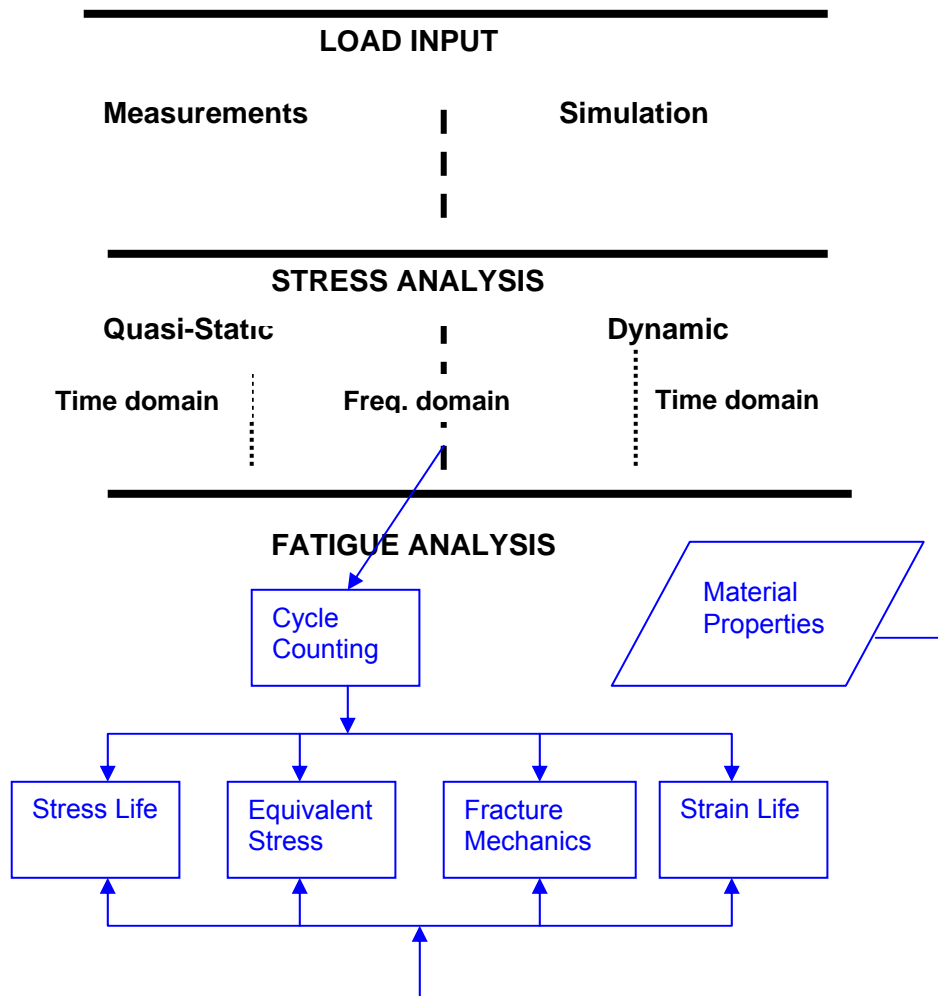 LOAD INPUT
Measurements
Simulation
STRESS ANALYSIS
Quasi-Static
Dynamic
Time domain
Freq. domain
Time domain
FATIGUE ANALYSIS
Cycle
Counting
Material
Properties
Stress Life
Equivalent
Stress
Fracture
Mechanics
Strain Life